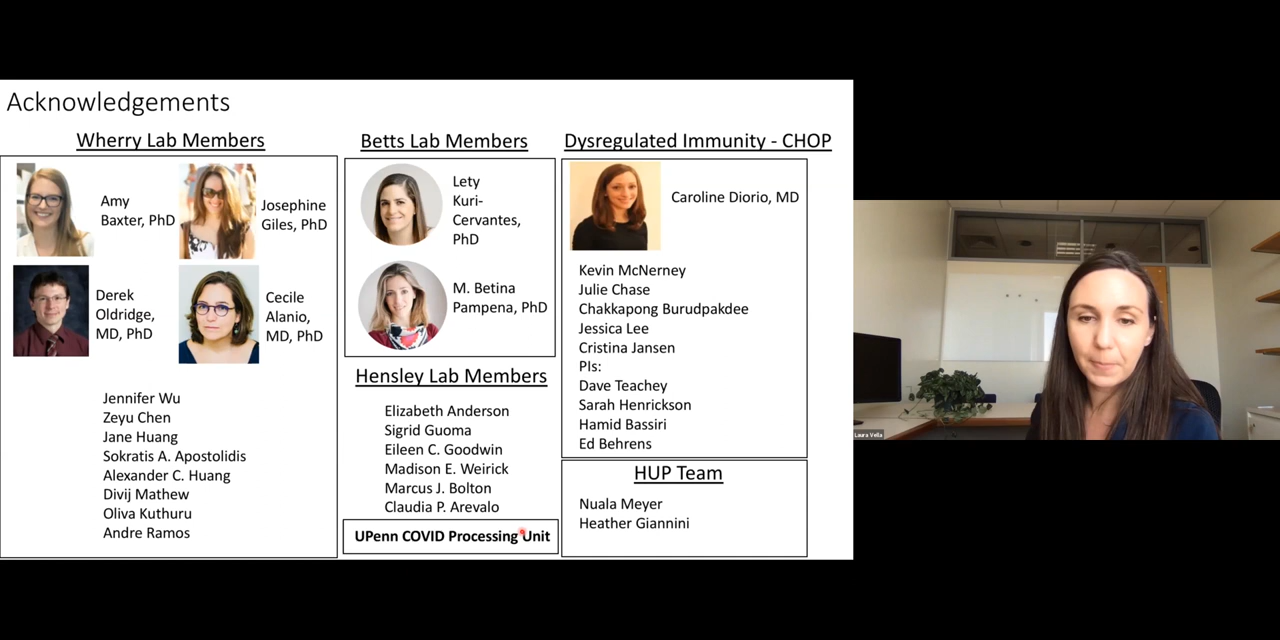 Acknowledgements
Wherry Lab Members
Amy
Baxter, PhD
Josephine
Giles, PhD
Derek
Oldridge,
MD, PhD
Cecile
Alanio,
MD, PhD
Jennifer Wu
Zeyu Chen
Jane Huang
Sokratis A. Apostolidis
Alexander C. Huang
Divij Mathew
Oliva Kuthuru
Andre Ramos
Betts Lab Members
Lety
Kuri-
Cervantes,
PhD
M. Betina
Pampena, PhD
Hensley Lab Members
Elizabeth Anderson
Sigrid Guoma
Eileen C. Goodwin
Madison E. Weirick
Marcus J. Bolton
Claudia P. Arevalo
UPenn COVID Processing Unit
Dysregulated Immunity - CHOP
Caroline Diorio, MD
Kevin McNerney
Julie Chase
Chakkapong Burudpakdee
Jessica Lee
Cristina Jansen
PIs:
Dave Teachey
Sarah Henrickson
Hamid Bassiri
Ed Behrens
HUP Team
Nuala Meyer
Heather Giannini
Laura Vella